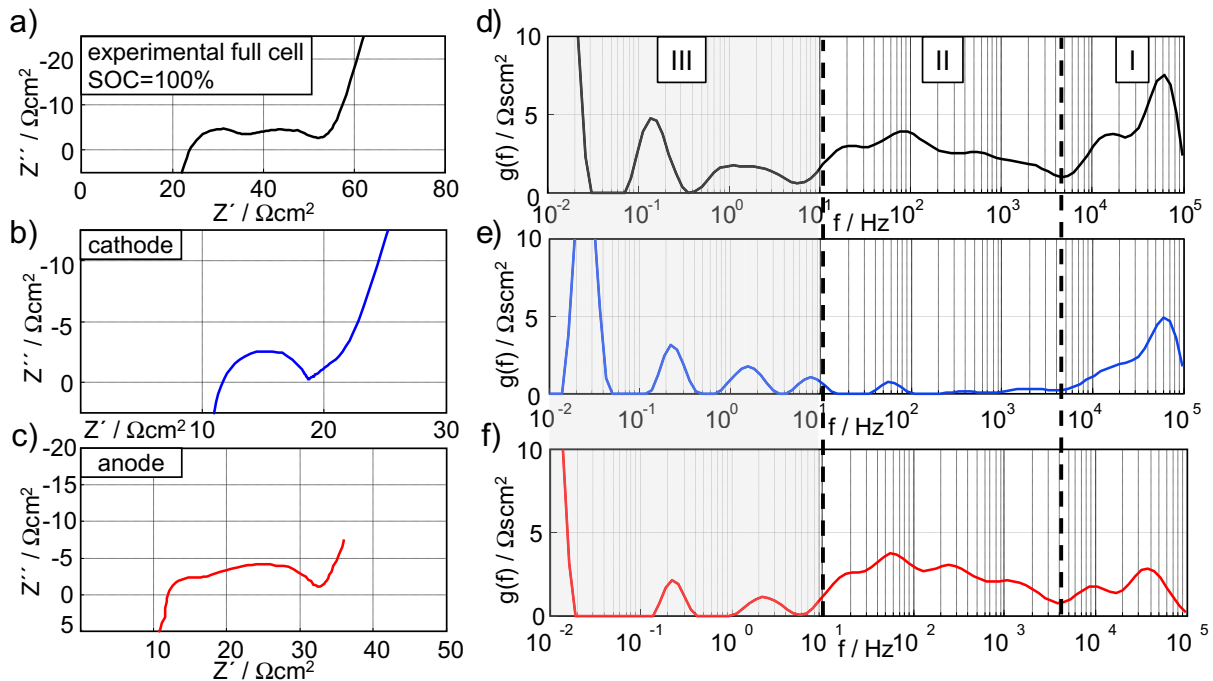 a)
experimental full cell
SOC=100%
Z´´ / Ωcm²
-20
-10
0
0
20
40
60
80
Z´ / Ωcm²
b)
cathode
Z´´ / Ωcm²
-10
-5
0
Z´ / Ωcm²
10
20
30
c)
anode
Z´´ / Ωcm²
-20
-15
-10
-5
0
5
10
20
30
40
50
Z´ / Ωcm²
d)
III
II
I
g(f) / Ωscm²
10
5
0
10⁻²
10⁻¹
10⁰
10¹
f / Hz
10²
10³
10⁴
10⁵
e)
g(f) / Ωscm²
10
5
0
10⁻²
10⁻¹
10⁰
10¹
f / Hz
10²
10³
10⁴
10⁵
f)
g(f) / Ωscm²
10
5
0
10⁻²
10⁻¹
10⁰
10¹
f / Hz
10²
10³
10⁴
10⁵